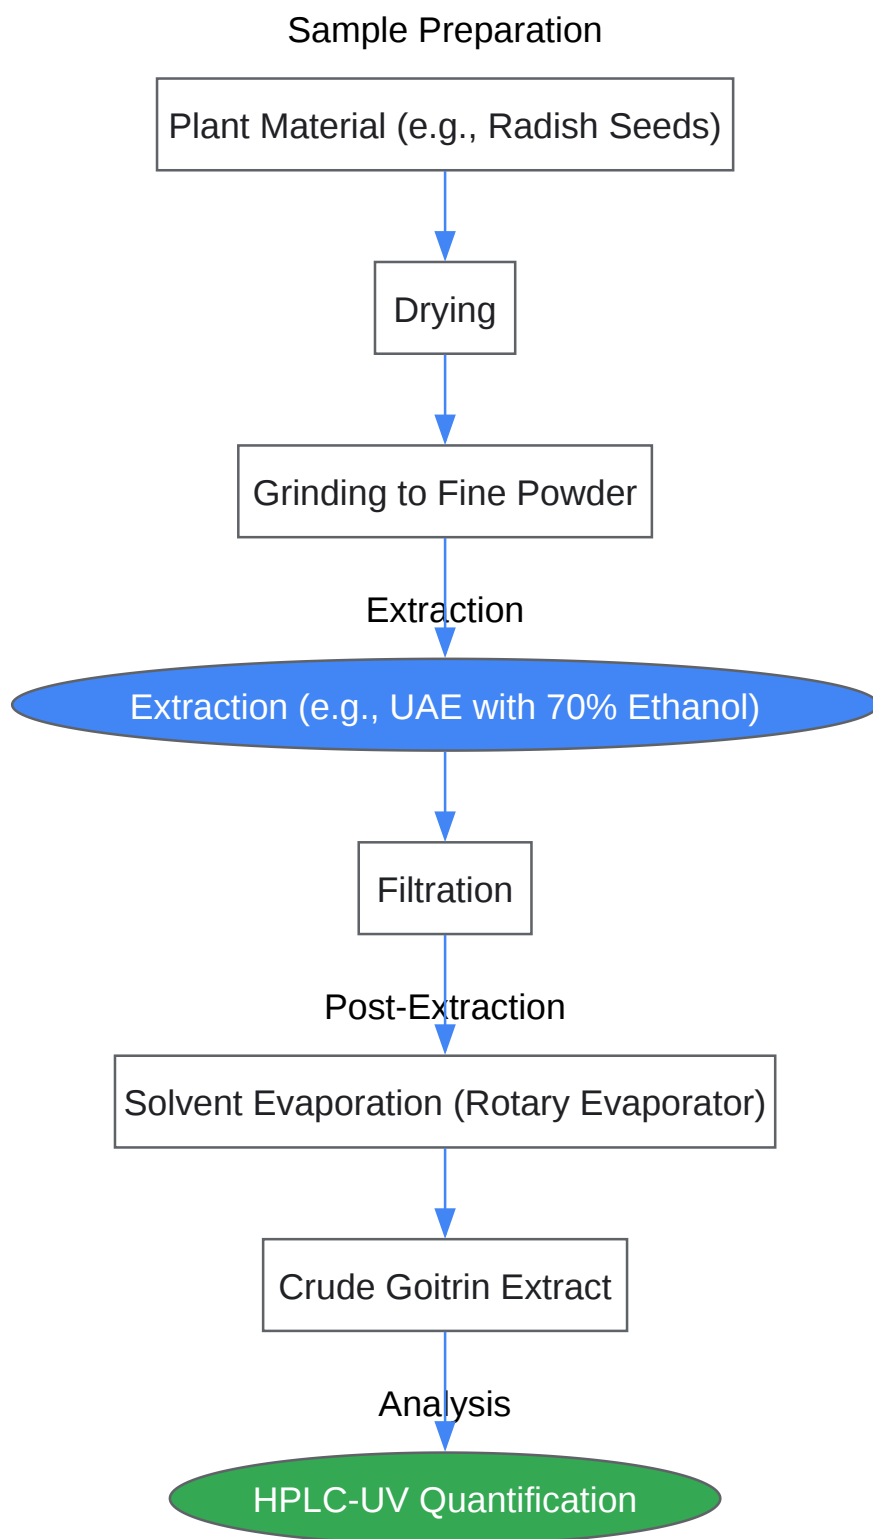 Sample Preparation
Plant Material (e.g., Radish Seeds)
Drying
Grinding to Fine Powder
Extraction
Extraction (e.g., UAE with 70% Ethanol)
Filtration
Post-Extraction
Solvent Evaporation (Rotary Evaporator)
Crude Goitrin Extract
Analysis
HPLC-UV Quantification